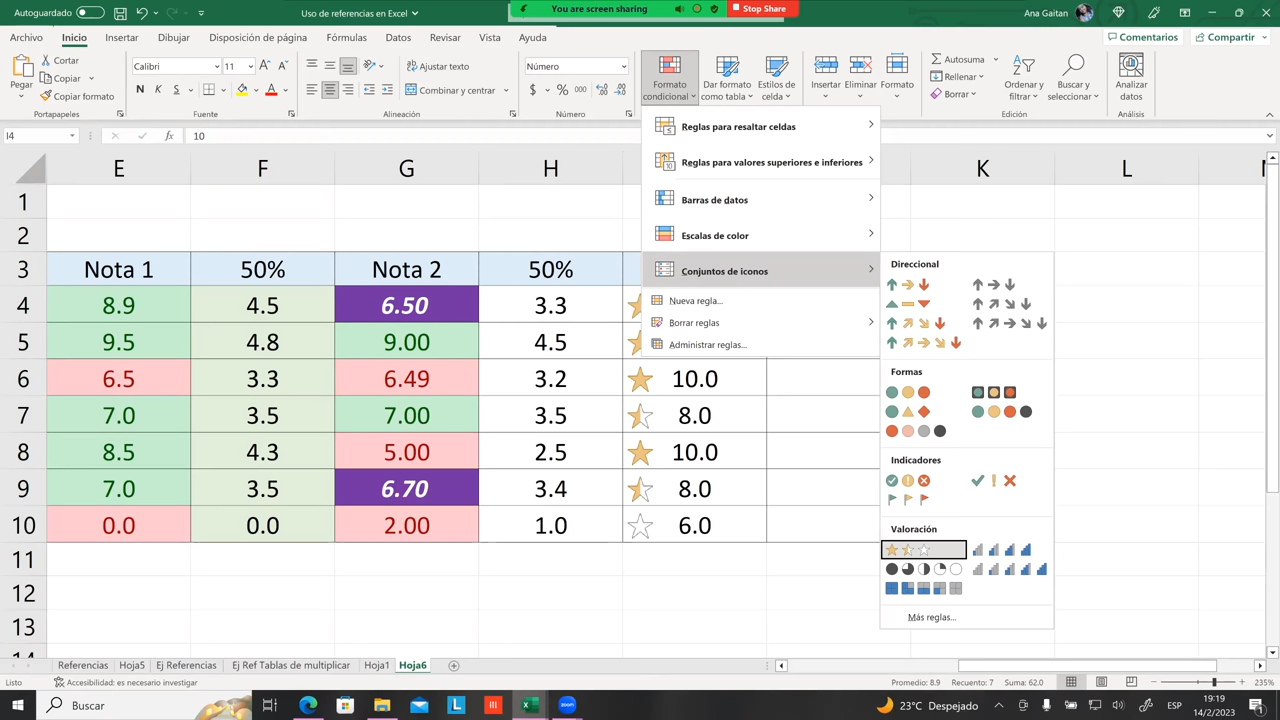 Autoguardado
Uso de referencias en Excel
You are screen sharing
Stop Share
Ana Gaitan
Archivo Inicio Insertar Dibujar Disposición de página Fórmulas Datos Revisar Vista Ayuda
Comentarios Compartir
Pegar
Cortar
Copiar
Copiar formato
Portapapeles
Calibri 11
N K S
Fuente
Ajustar texto
Combinar y centrar
Alineación
Número
$ % 000
Número
Formato condicional
Dar formato como tabla
Estilos de celda
Insertar
Eliminar
Formato
Autosuma
Rellenar
Borrar
Ordenar y filtrar
Buscar y seleccionar
Edición
Analizar datos
Análisis
I4 fx 10
E F G H K L
1
2
3 Nota 1 50% Nota 2 50%
4 8.9 4.5 6.50 3.3
5 9.5 4.8 9.00 4.5
6 6.5 3.3 6.49 3.2 10.0
7 7.0 3.5 7.00 3.5 8.0
8 8.5 4.3 5.00 2.5 10.0
9 7.0 3.5 6.70 3.4 8.0
10 0.0 0.0 2.00 1.0 6.0
11
12
13
Reglas para resaltar celdas
Reglas para valores superiores e inferiores
Barras de datos
Escalas de color
Conjuntos de iconos
Nueva regla...
Borrar reglas
Administrar reglas...
Direccional
Formas
Indicadores
Valoración
Más reglas...
Referencias Hoja5 Ej Referencias Ej Ref Tablas de multiplicar Hoja1 Hoja6
Listo Accesibilidad: es necesario investigar Promedio: 8.9 Recuento: 7 Suma: 62.0 235%
Buscar
23°C Despejado
ESP
19:19
14/2/2023